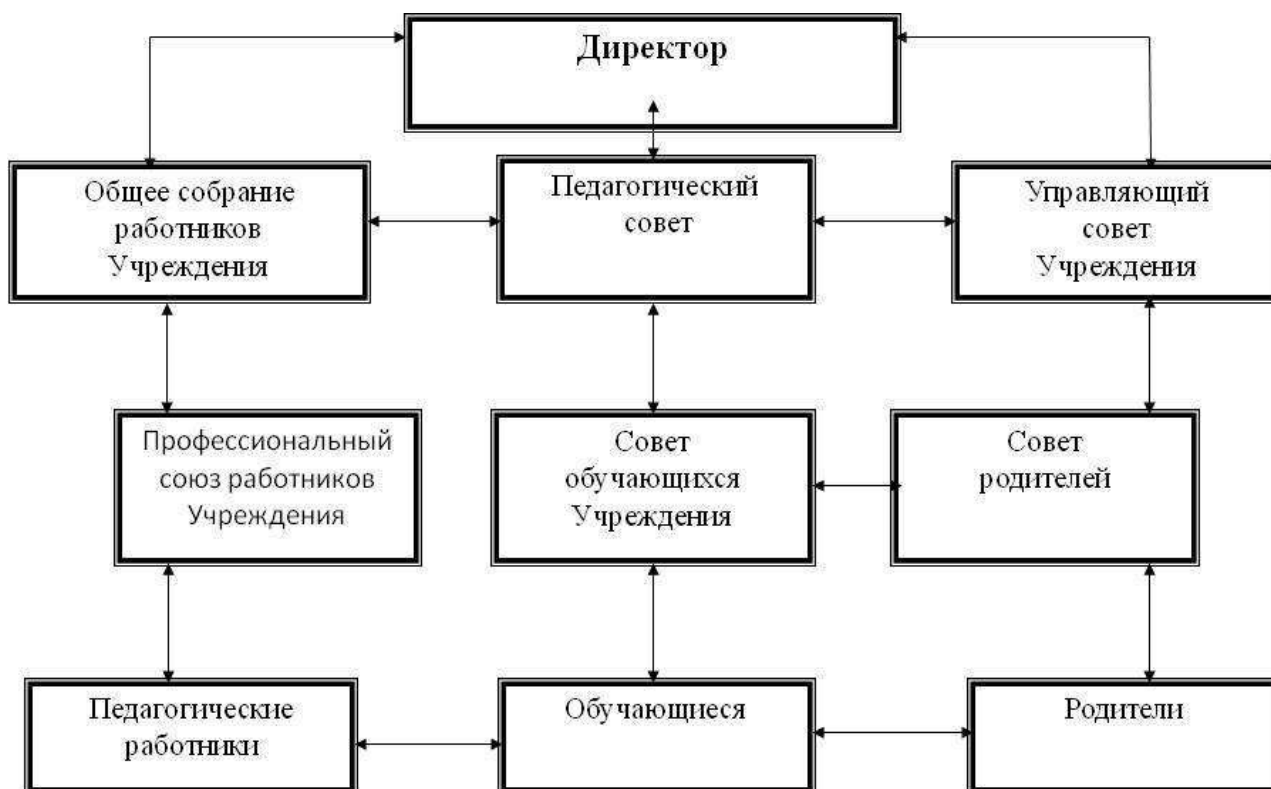 Директор
Общее собрание
работников
Учреждения
Педагогический
совет
Управляющий
совет
Учреждения
Профессиональный
союз работников
Учреждения
Совет
обучающихся
Учреждения
Совет
родителей
Педагогические
работники
Обучающиеся
Родители